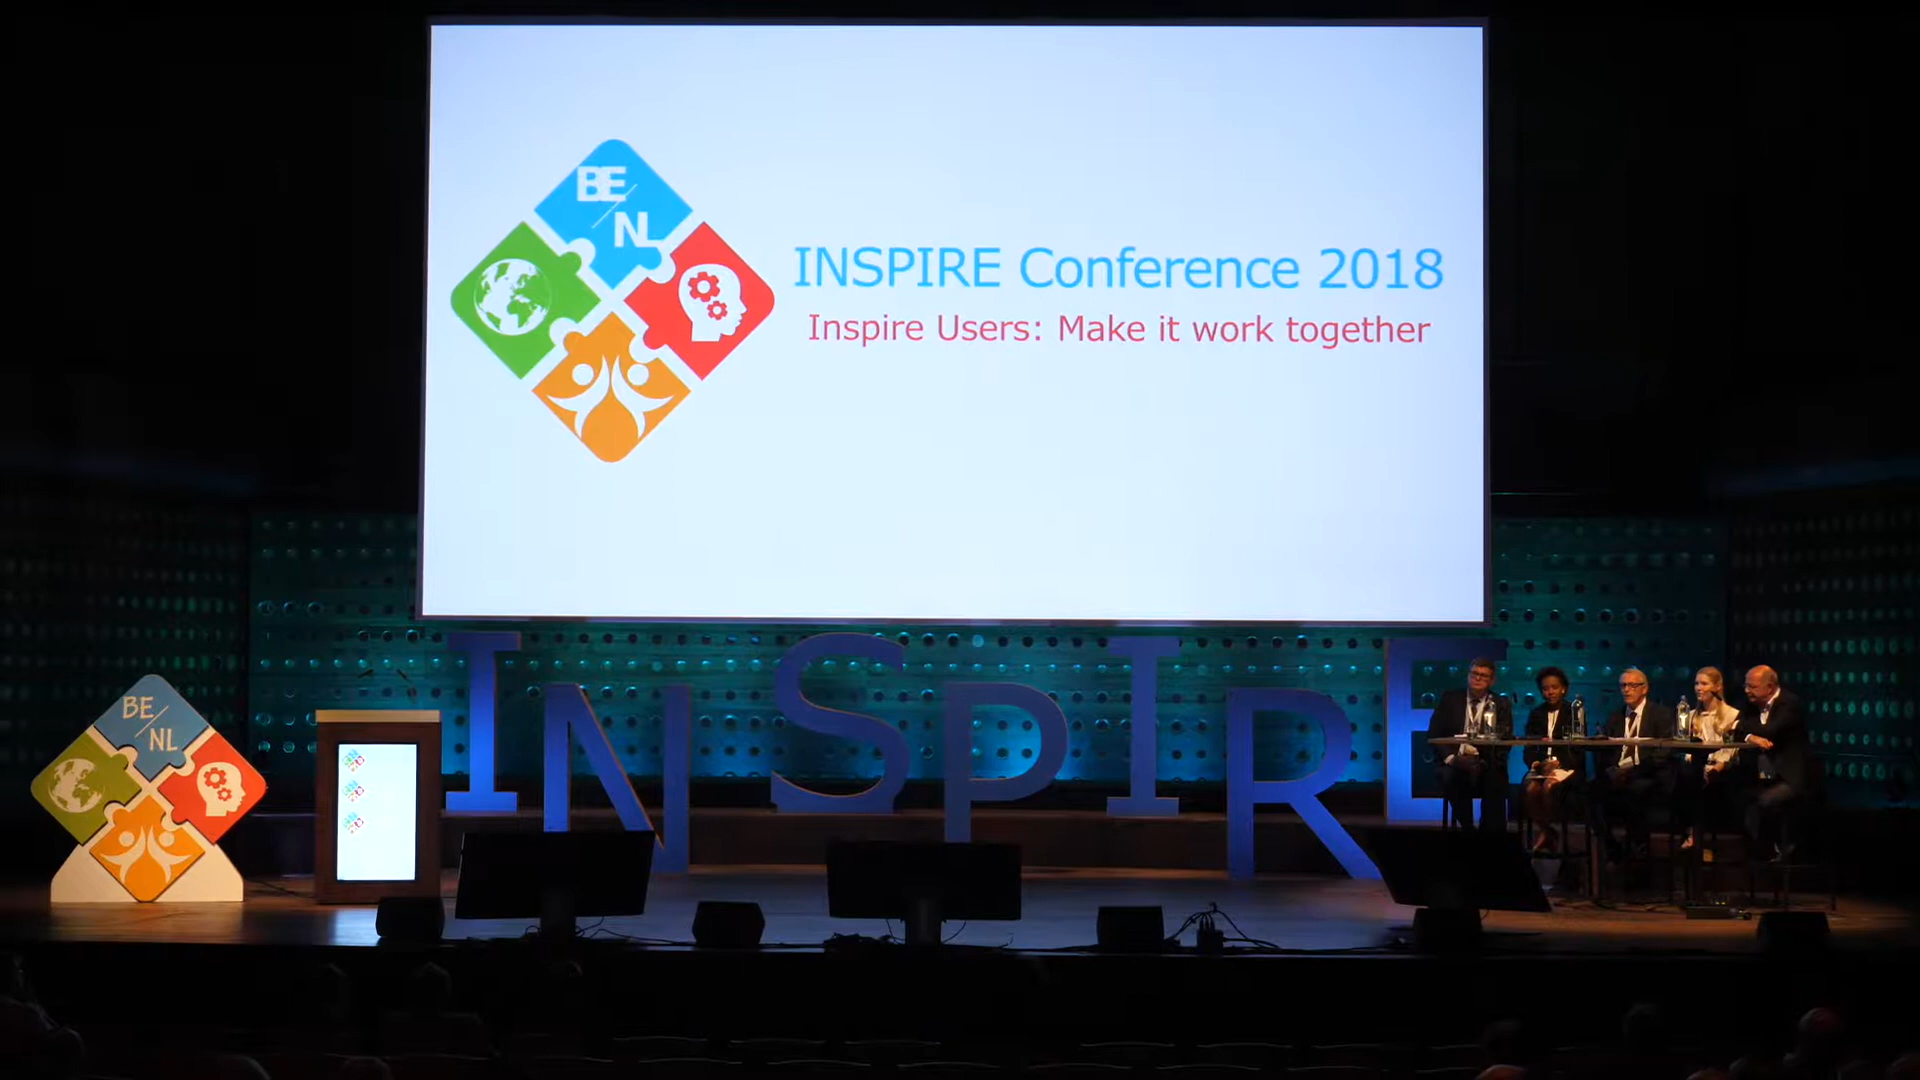 BE/
NL
INSPIRE Conference 2018
Inspire Users: Make it work together
INSPIRE
BE/
NL